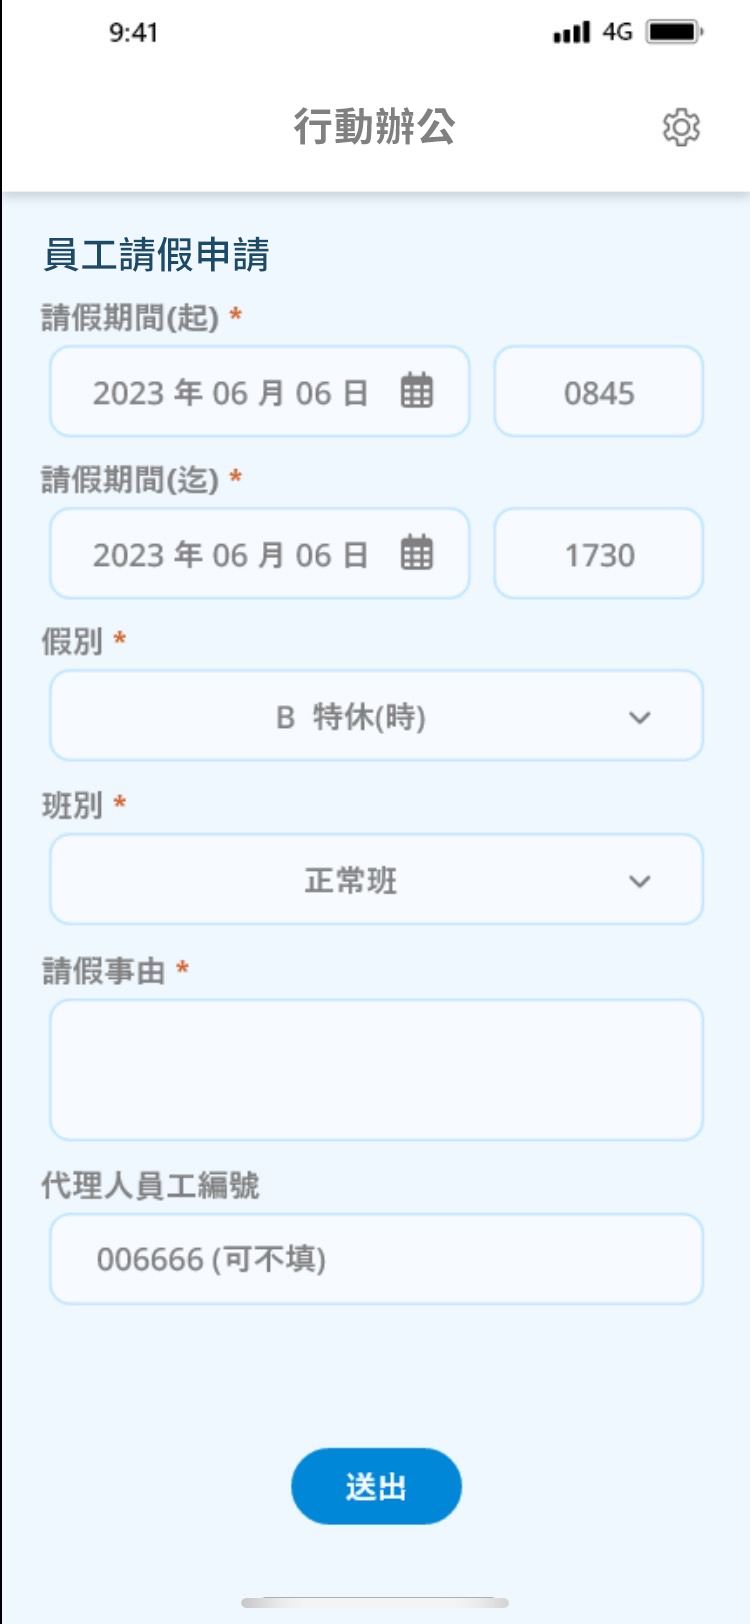 9:41 4G
行動辦公
員工請假申請
請假期間(起) *
2023 年 06 月 06 日 0845
請假期間(迄) *
2023 年 06 月 06 日 1730
假別 *
B 特休(時)
班別 *
正常班
請假事由 *
代理人員工編號
006666 (可不填)
送出